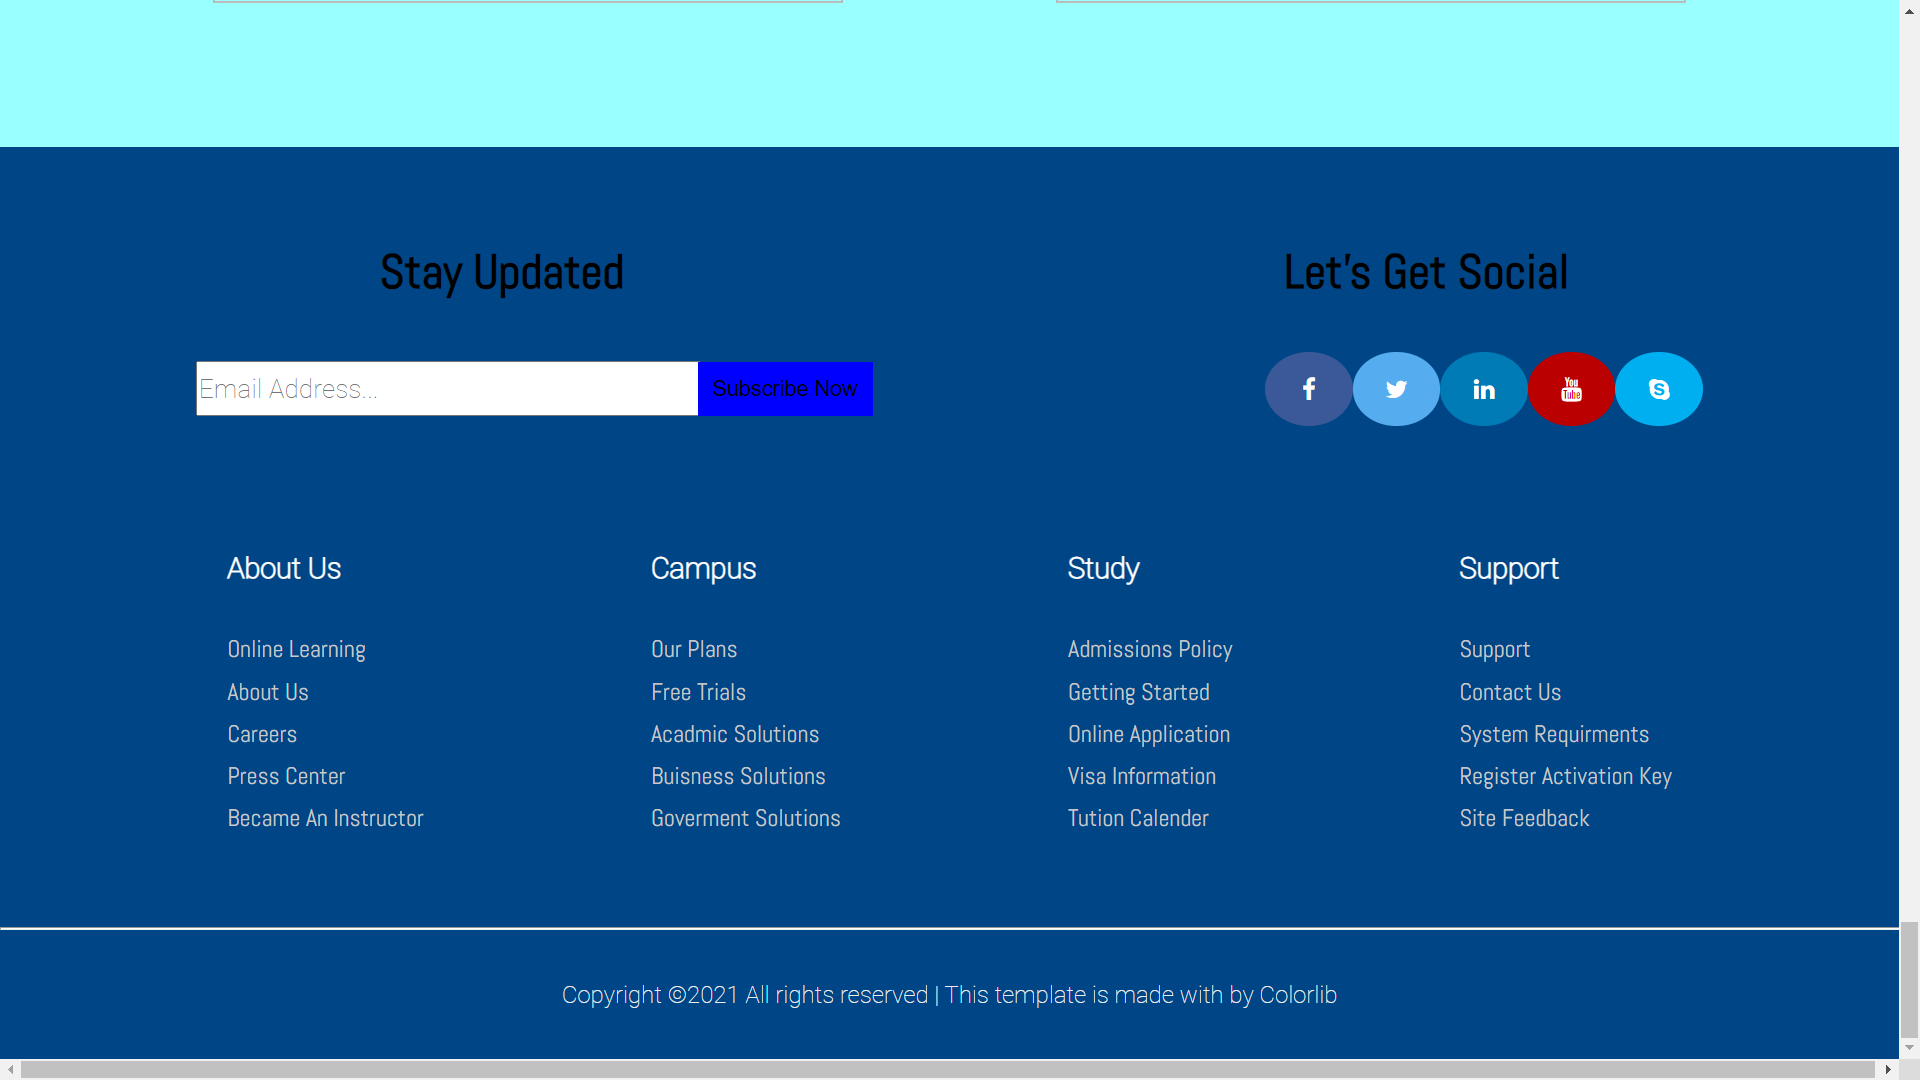 Stay Updated
Let's Get Social
Email Address...
Subscribe Now
f
in
You
Tube
S
About Us
Online Learning
About Us
Careers
Press Center
Became An Instructor
Campus
Our Plans
Free Trials
Acadmic Solutions
Buisness Solutions
Goverment Solutions
Study
Admissions Policy
Getting Started
Online Application
Visa Information
Tution Calender
Support
Support
Contact Us
System Requirments
Register Activation Key
Site Feedback
Copyright ©2021 All rights reserved | This template is made with by Colorlib